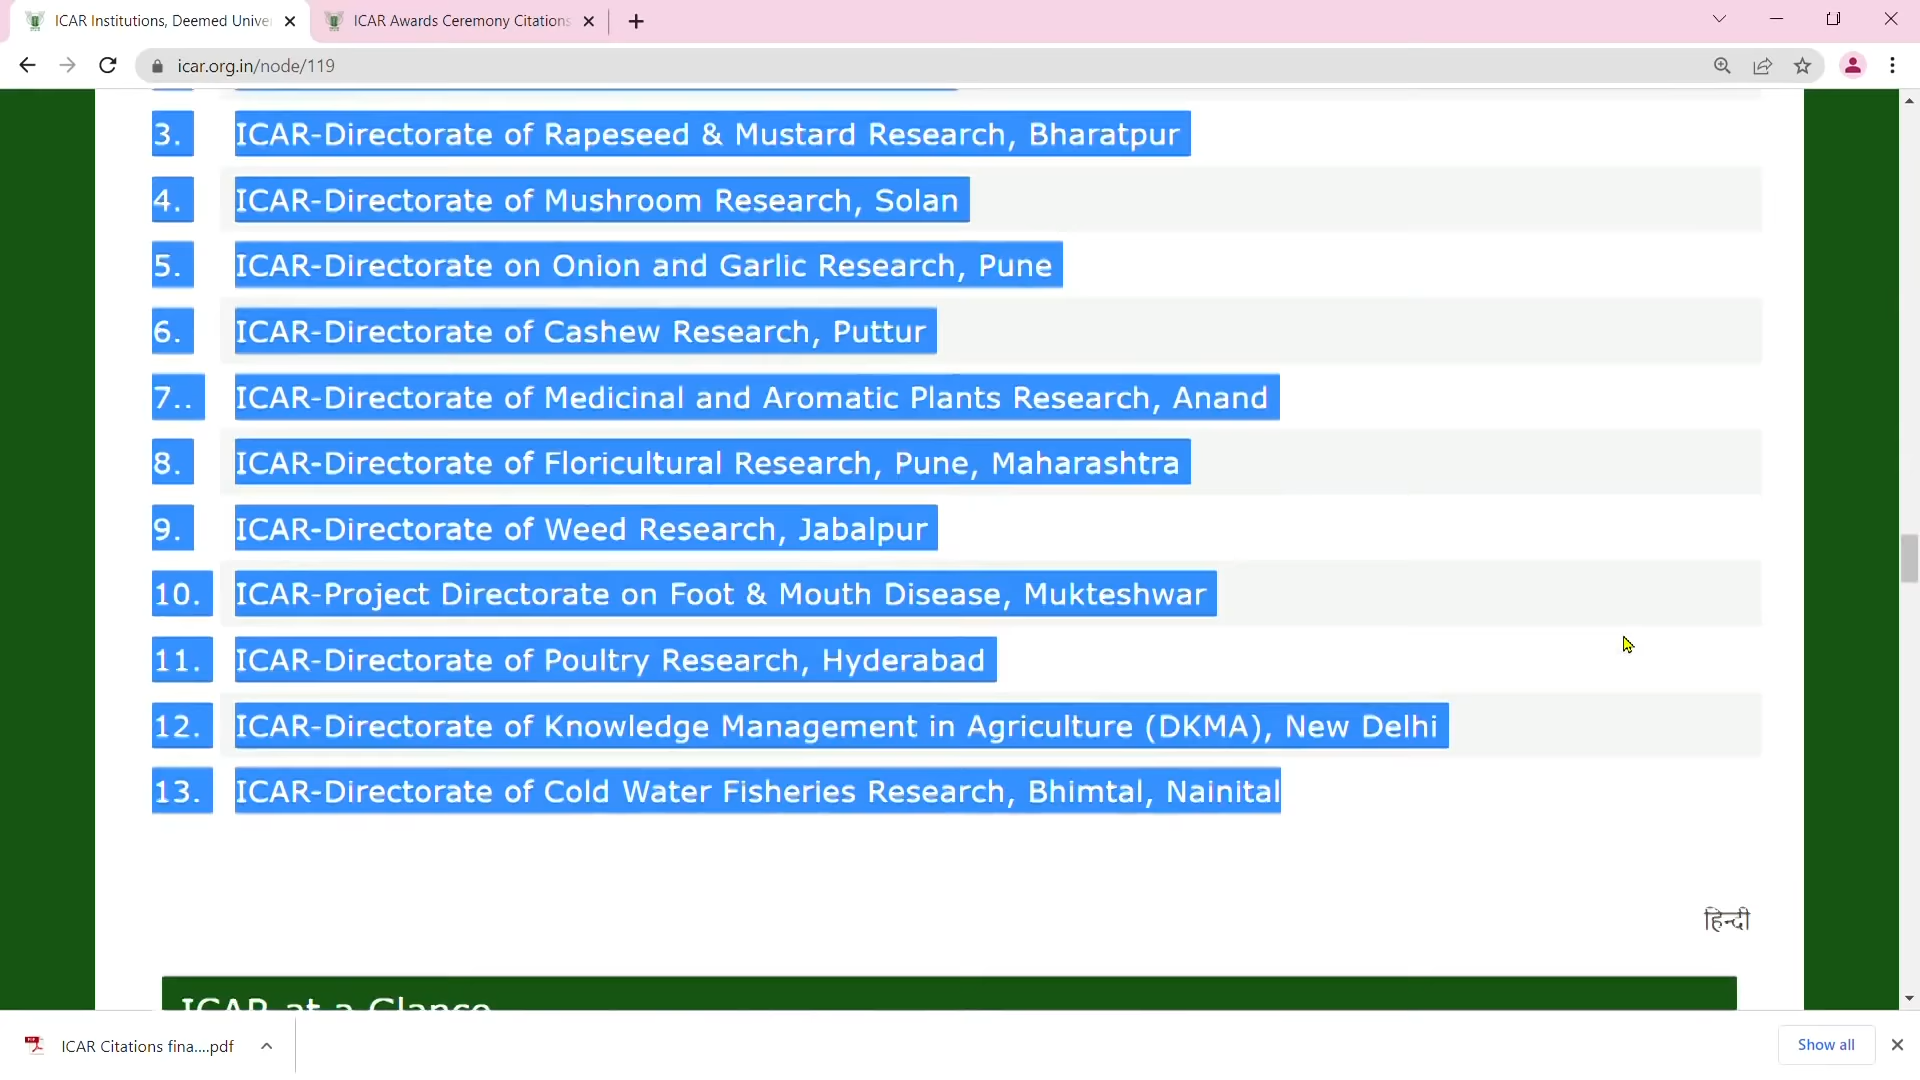 ICAR Institutions, Deemed Unive
ICAR Awards Ceremony Citations
icar.org.in/node/119
3. ICAR-Directorate of Rapeseed & Mustard Research, Bharatpur
4. ICAR-Directorate of Mushroom Research, Solan
5. ICAR-Directorate on Onion and Garlic Research, Pune
6. ICAR-Directorate of Cashew Research, Puttur
7.. ICAR-Directorate of Medicinal and Aromatic Plants Research, Anand
8. ICAR-Directorate of Floricultural Research, Pune, Maharashtra
9. ICAR-Directorate of Weed Research, Jabalpur
10. ICAR-Project Directorate on Foot & Mouth Disease, Mukteshwar
11. ICAR-Directorate of Poultry Research, Hyderabad
12. ICAR-Directorate of Knowledge Management in Agriculture (DKMA), New Delhi
13. ICAR-Directorate of Cold Water Fisheries Research, Bhimtal, Nainital
हिन्दी
ICAR at a Glance
ICAR Citations fina....pdf
Show all